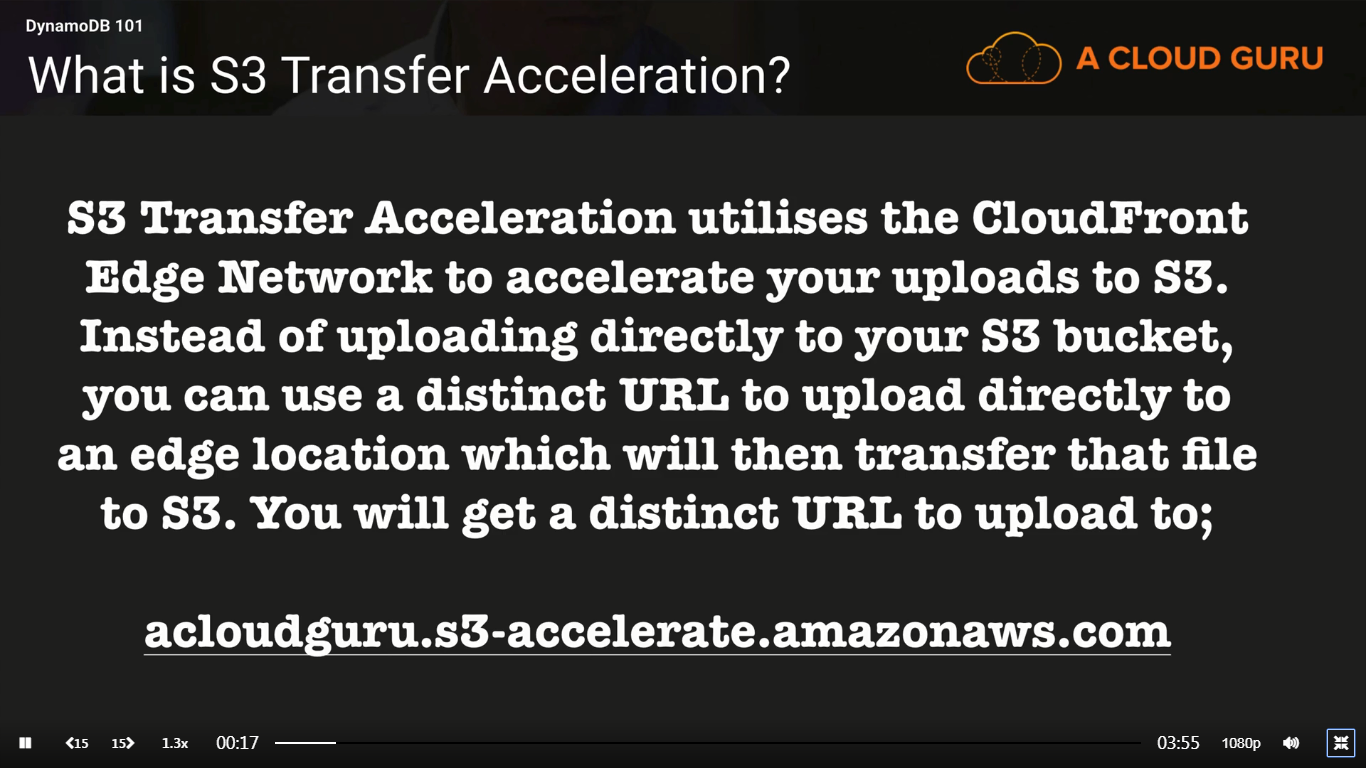 DynamoDB 101
What is S3 Transfer Acceleration?
A CLOUD GURU
S3 Transfer Acceleration utilises the CloudFront
Edge Network to accelerate your uploads to S3.
Instead of uploading directly to your S3 bucket,
you can use a distinct URL to upload directly to
an edge location which will then transfer that file
to S3. You will get a distinct URL to upload to;
acloudguru.s3-accelerate.amazonaws.com
15 15 1.3x 00:17 03:55 1080p